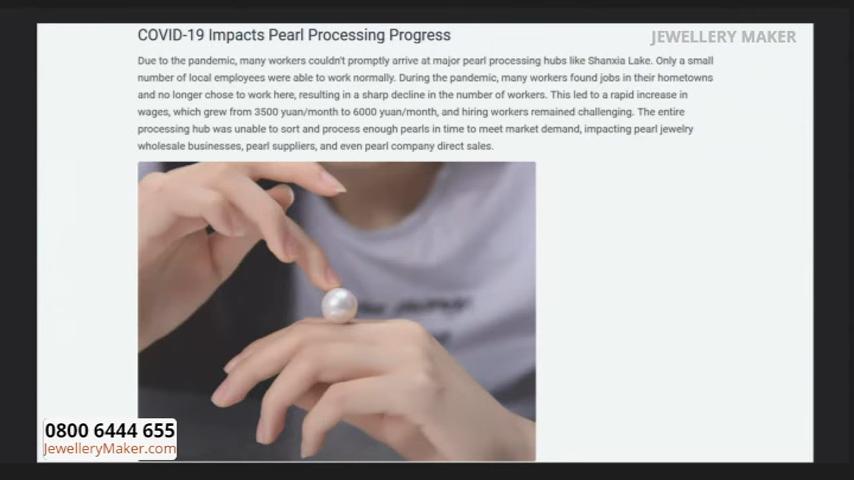 COVID-19 Impacts Pearl Processing Progress
JEWELLERY MAKER
Due to the pandemic, many workers couldn't promptly arrive at major pearl processing hubs like Shanxia Lake. Only a small
number of local employees were able to work normally. During the pandemic, many workers found jobs in their hometowns
and no longer chose to work here, resulting in a sharp decline in the number of workers. This led to a rapid increase in
wages, which grew from 3500 yuan/month to 6000 yuan/month, and hiring workers remained challenging. The entire
processing hub was unable to sort and process enough pearls in time to meet market demand, impacting pearl jewelry
wholesale businesses, pearl suppliers, and even pearl company direct sales.
0800 6444 655
JewelleryMaker.com